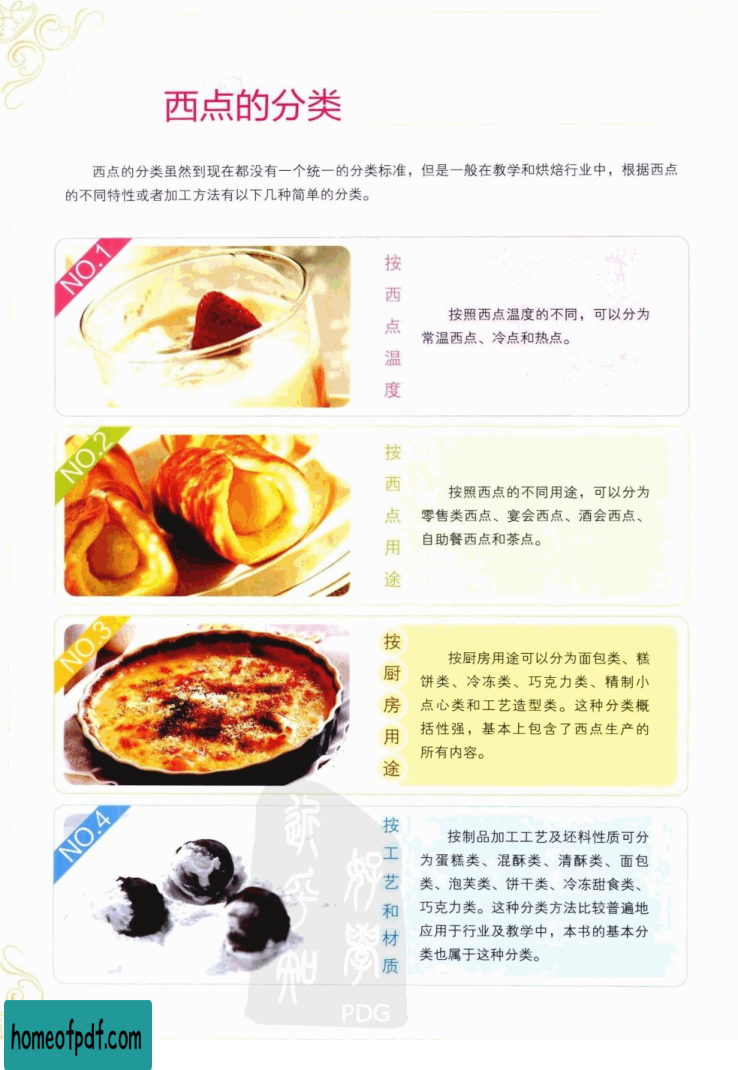 西点的分类
西点的分类虽然到现在都没有一个统一的分类标准，但是一般在教学和烘焙行业中，根据西点
的不同特性或者加工方法有以下几种简单的分类。
NO.1
按西点温度
按照西点温度的不同，可以分为
常温西点、冷点和热点。
NO.2
按西点用途
按照西点的不同用途，可以分为
零售类西点、宴会西点、酒会西点、
自助餐西点和茶点。
NO.3
按厨房用途
按厨房用途可以分为面包类、糕
饼类、冷冻类、巧克力类、精制小
点心类和工艺造型类。这种分类概
括性强，基本上包含了西点生产的
所有内容。
NO.4
按工艺和材质
按制品加工工艺及坯料性质可分
为蛋糕类、混酥类、清酥类、面包
类、泡芙类、饼干类、冷冻甜食类、
巧克力类。这种分类方法比较普遍地
应用于行业及教学中，本书的基本分
类也属于这种分类。
PDG
homeofpdf.com